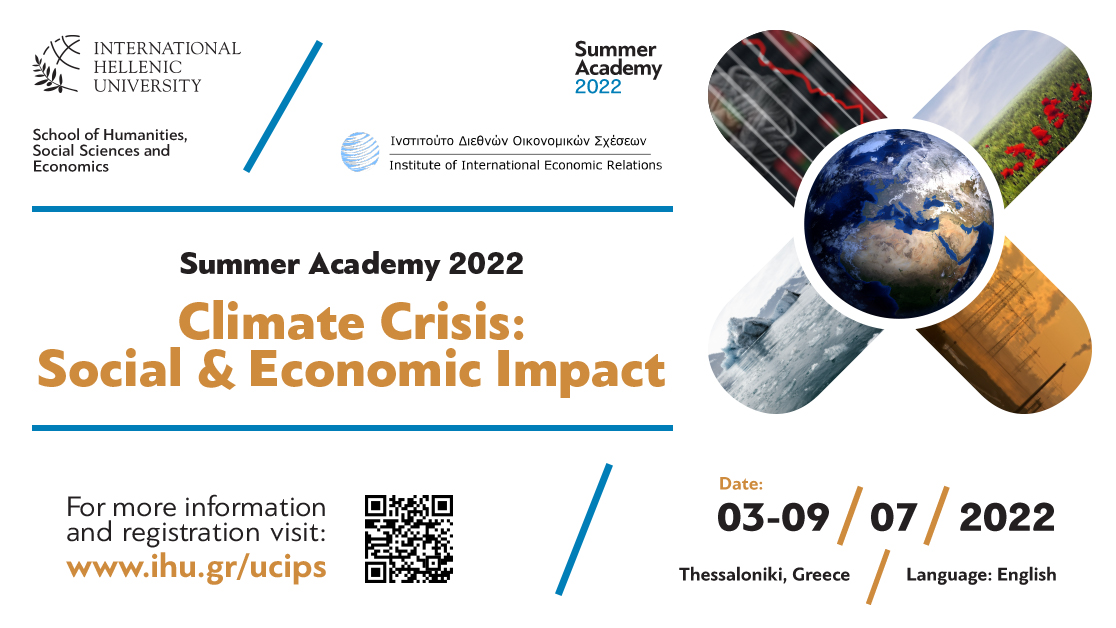 INTERNATIONAL
HELLENIC
UNIVERSITY
School of Humanities,
Social Sciences and
Economics
Summer
Academy
2022
Ινστιτούτο Διεθνών Οικονομικών Σχέσεων
Institute of International Economic Relations
Summer Academy 2022
Climate Crisis:
Social & Economic Impact
For more information
and registration visit:
www.ihu.gr/ucips
Date:
03-09 / 07 / 2022
Thessaloniki, Greece / Language: English